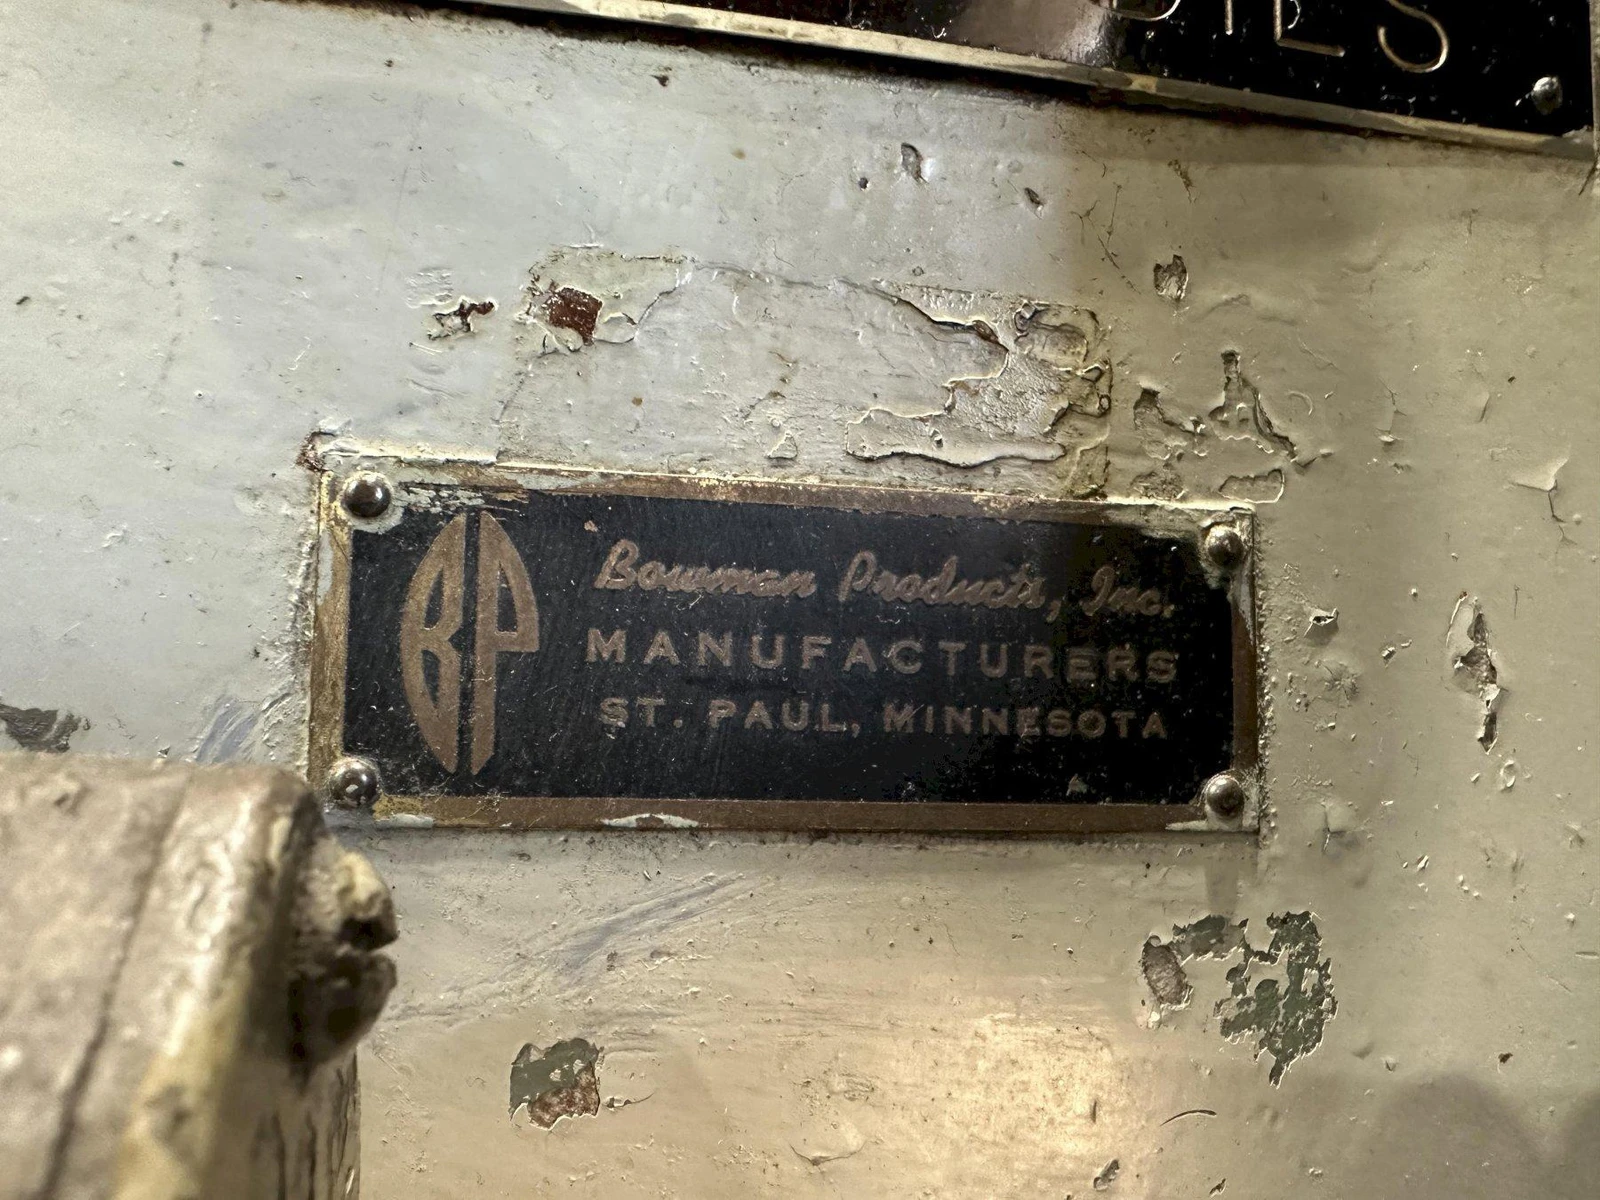 BP
Bowman Products, Inc.
MANUFACTURERS
ST. PAUL, MINNESOTA